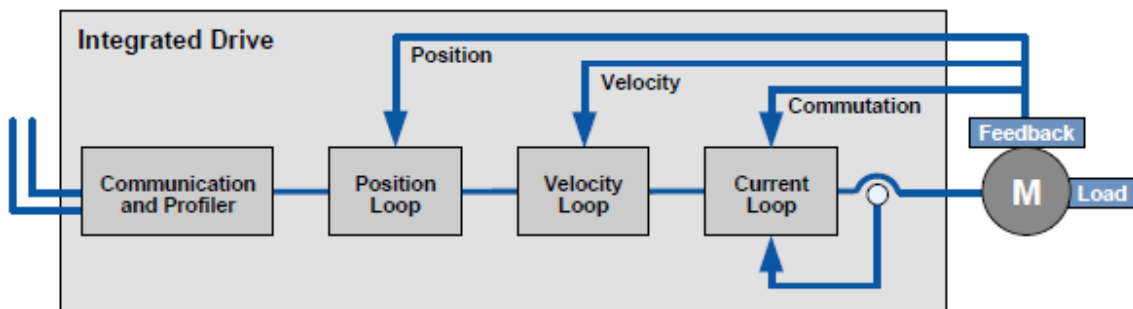 Integrated Drive
Position
Velocity
Commutation
Feedback
Communication
and Profiler
Position
Loop
Velocity
Loop
Current
Loop
M
Load